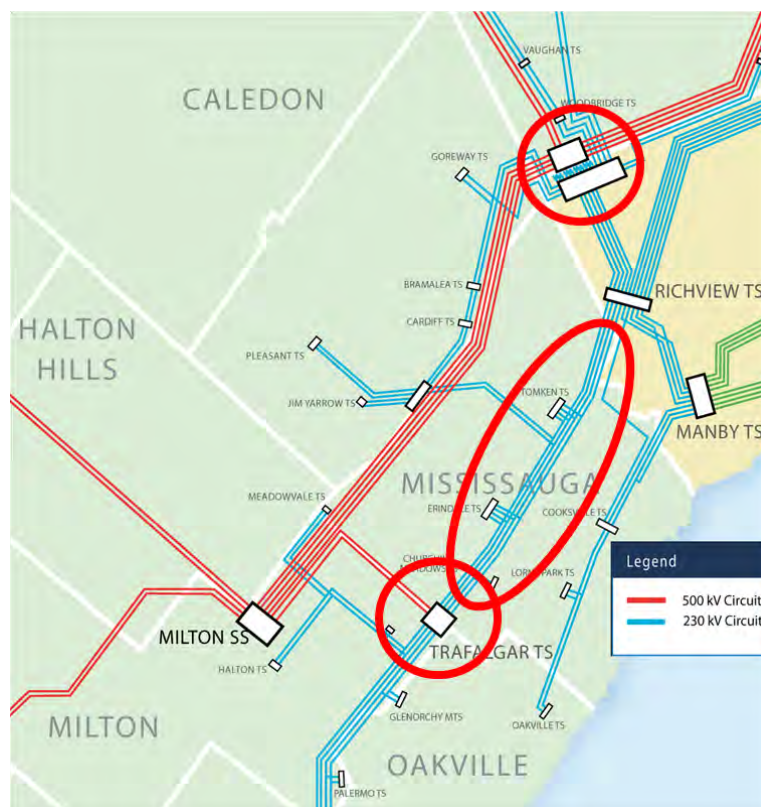 VAUGHAN TS
CALEDON
WOODBRIDGE TS
GOREWAY TS
BRAMALEA TS
RICHVIEW TS
CARDIFF TS
HALTON
HILLS
PLEASANT TS
JIM YARROW TS
TOMKEN TS
MANBY TS
MISSISSAUGA
MEADOWVALE TS
ERINDALE TS
COOKSVILLE TS
Legend
500 kV Circuit
230 kV Circuit
LORNE PARK TS
MILTON SS
TRAFALGAR TS
HALTON TS
GLENORCHY MTS
MILTON
OAKVILLE TS
OAKVILLE
PALERMO TS